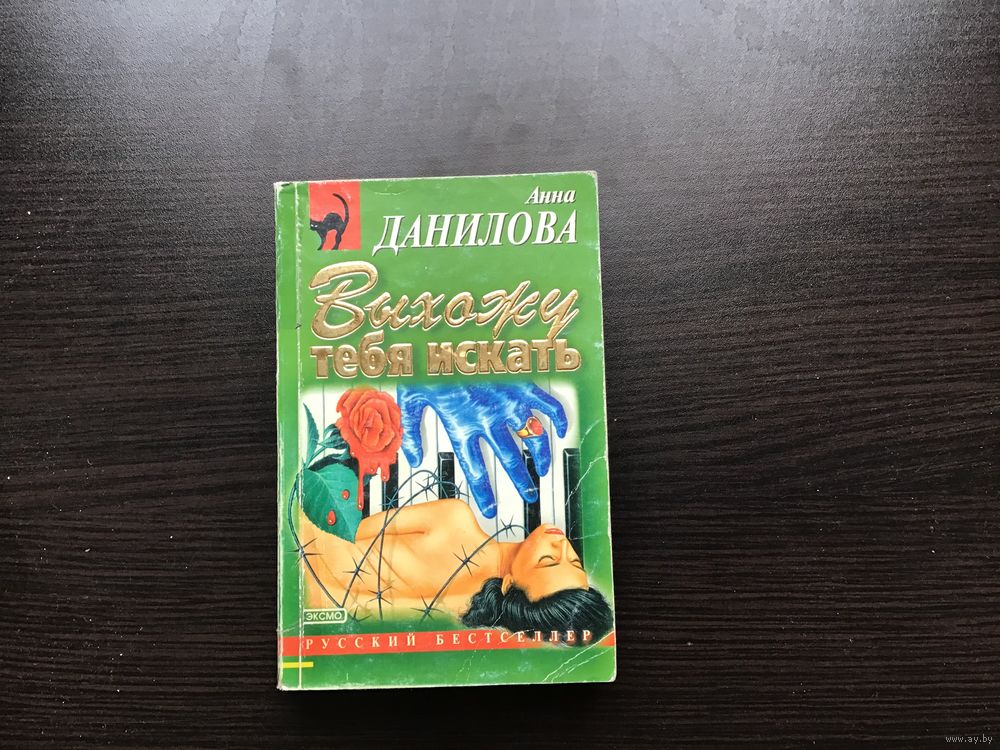 Анна
ДАНИЛОВА
Выхожу
тебя искать
ЭКСМО
РУССКИЙ БЕСТСЕЛЛЕР
www.ay.by